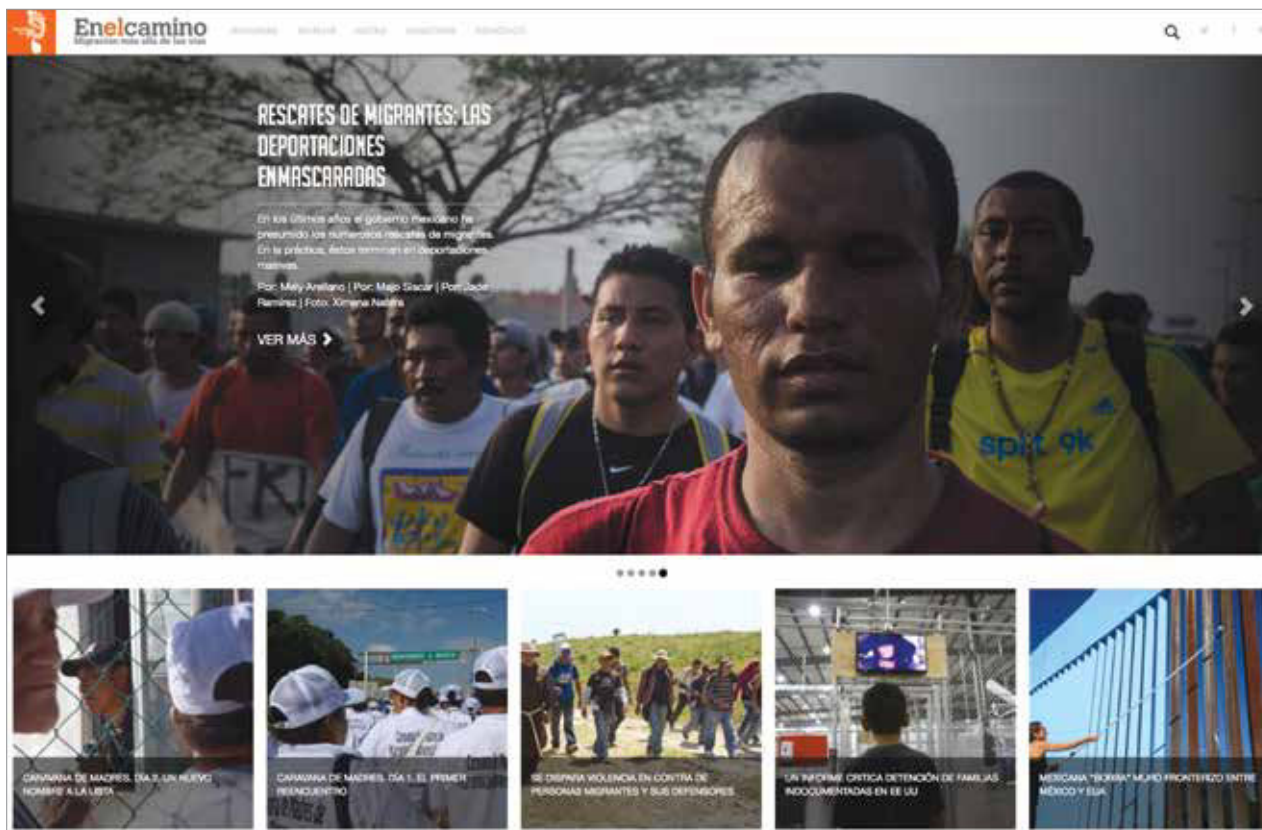 Enelcamino
Migración más allá de las vías
RESCATES DE MIGRANTES: LAS
DEPORTACIONES
ENMASCARADAS
En los últimos años el gobierno mexicano ha
presumido los numerosos rescates de migrantes.
En la práctica, éstos terminan en deportaciones
masivas.
Por: Mely Arellano | Por: Majo Siscar | Por: Jade
Ramírez | Foto: Ximena Natera
VER MÁS
split 9k
CARAVANA DE MADRES. DÍA 2. UN NUEVO
NOMBRE A LA LISTA
CARAVANA DE MADRES. DÍA 1. EL PRIMER
REENCUENTRO
SE DISPARA VIOLENCIA EN CONTRA DE
PERSONAS MIGRANTES Y SUS DEFENSORES
UN INFORME CRITICA DETENCIÓN DE FAMILIAS
INDOCUMENTADAS EN EE UU
MEXICANA "BORRA" MURO FRONTERIZO ENTRE
MÉXICO Y EUA